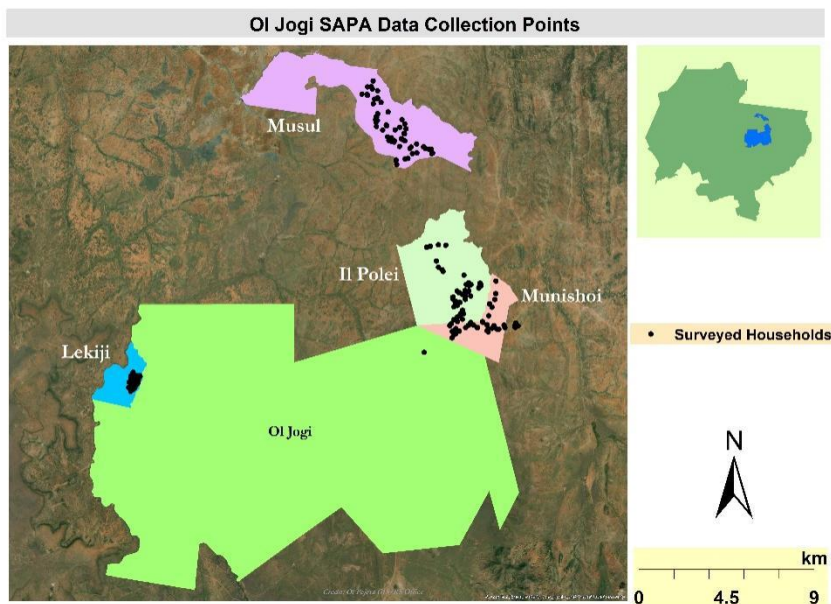 Ol Jogi SAPA Data Collection Points
Musul
Il Polei
Munishoi
Lekiji
Ol Jogi
Surveyed Households
N
km
0 4.5 9